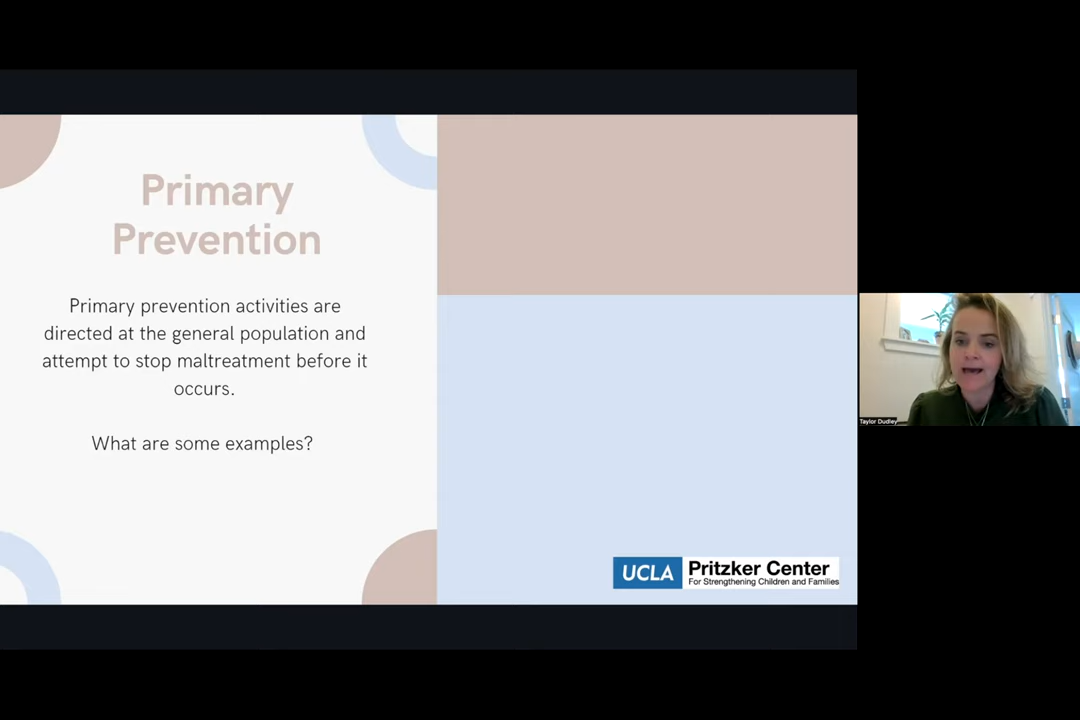 Primary
Prevention
Primary prevention activities are
directed at the general population and
attempt to stop maltreatment before it
occurs.
What are some examples?
UCLA Pritzker Center
For Strengthening Children and Families
Taylor Dudley